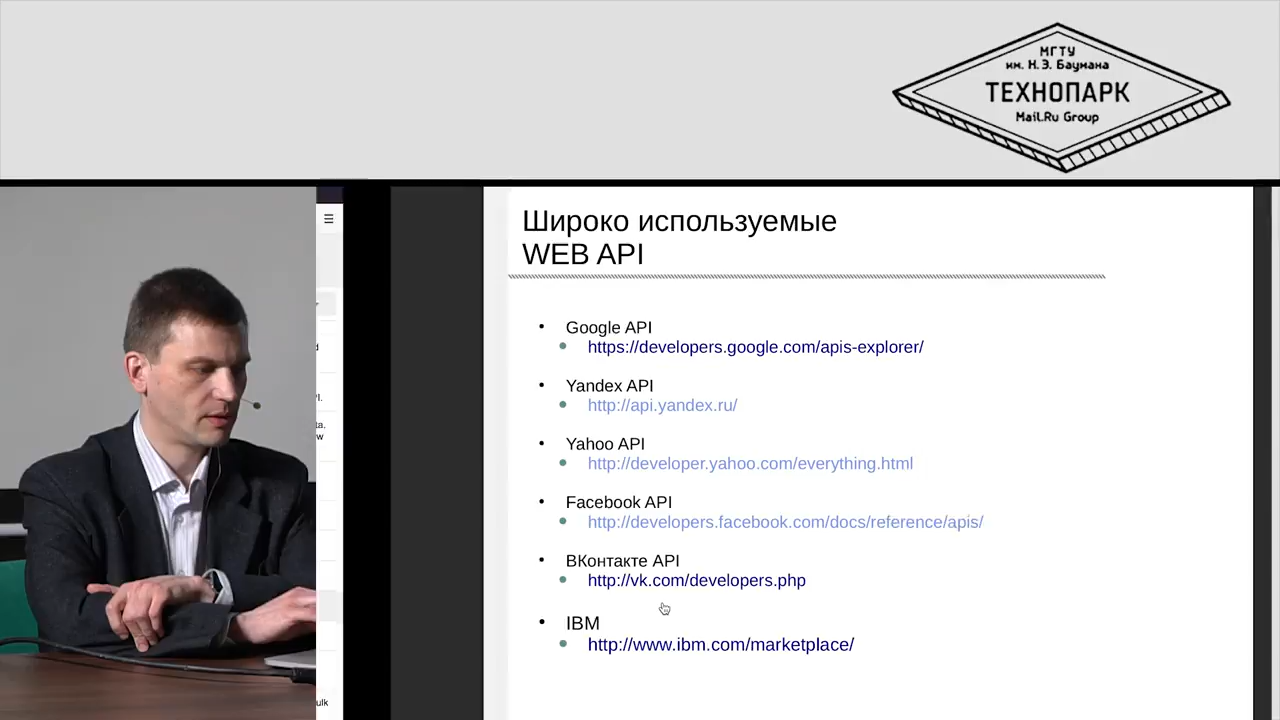 МГТУ
им. Н.Э. Баумана
ТЕХНОПАРК
Mail.Ru Group
Широко используемые
WEB API
Google API
https://developers.google.com/apis-explorer/
Yandex API
http://api.yandex.ru/
Yahoo API
http://developer.yahoo.com/everything.html
Facebook API
http://developers.facebook.com/docs/reference/apis/
ВКонтакте API
http://vk.com/developers.php
IBM
http://www.ibm.com/marketplace/